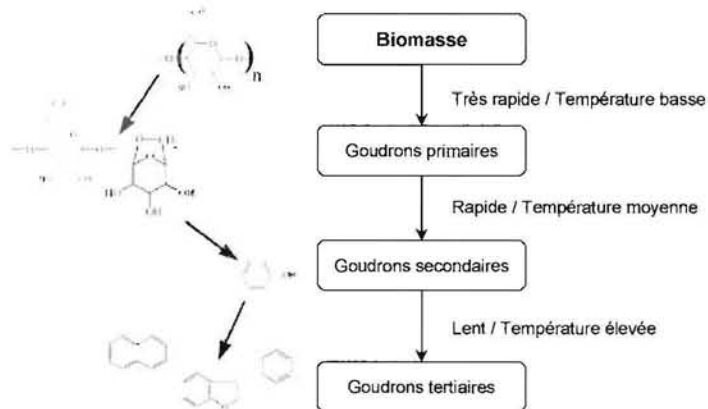 Biomasse
n
Très rapide / Température basse
Goudrons primaires
Rapide / Température moyenne
Goudrons secondaires
Lent / Température élevée
Goudrons tertiaires